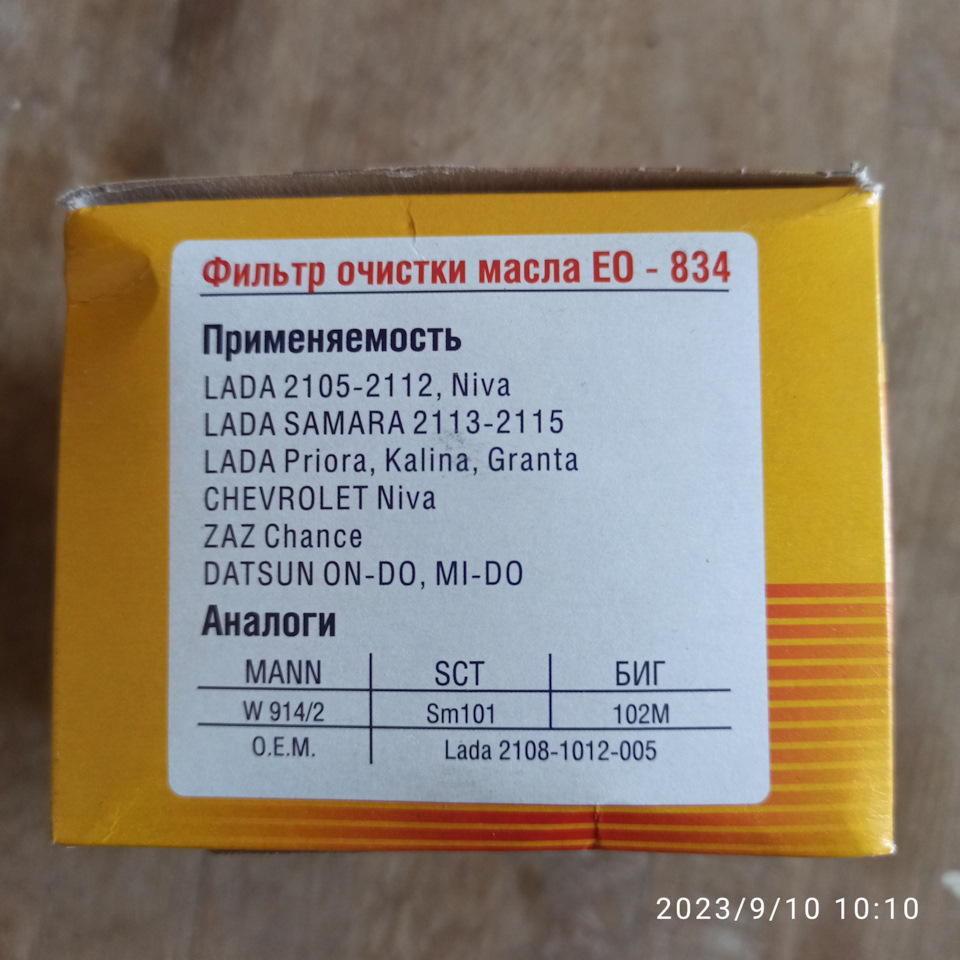 Фильтр очистки масла ЕО - 834
Применяемость
LADA 2105-2112, Niva
LADA SAMARA 2113-2115
LADA Priora, Kalina, Granta
CHEVROLET Niva
ZAZ Chance
DATSUN ON-DO, MI-DO
Аналоги
MANN SCT БИГ
W 914/2 Sm101 102М
O.E.M. Lada 2108-1012-005
2023/9/10 10:10